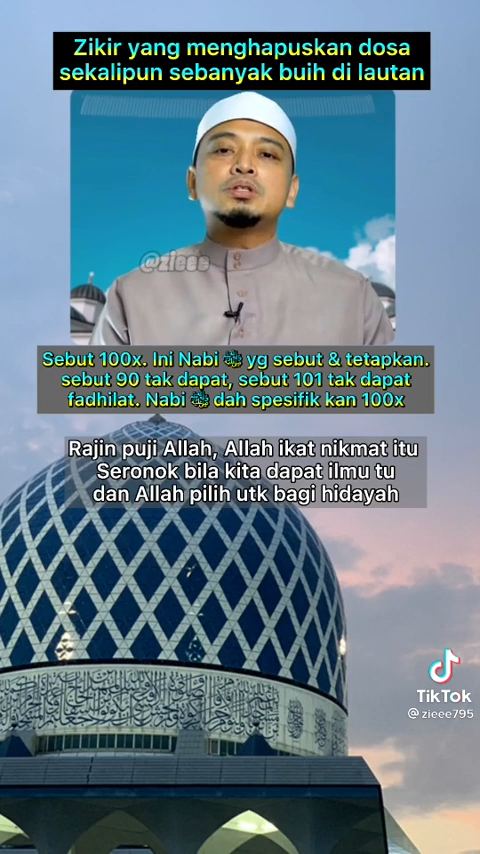 Zikir yang menghapuskan dosa
sekalipun sebanyak buih di lautan
@zieee
Sebut 100x. Ini Nabi ﷺ yg sebut & tetapkan.
sebut 90 tak dapat, sebut 101 tak dapat
fadhilat. Nabi ﷺ dah spesifik kan 100x
Rajin puji Allah, Allah ikat nikmat itu
Seronok bila kita dapat ilmu tu
dan Allah pilih utk bagi hidayah
TikTok
@zieee795